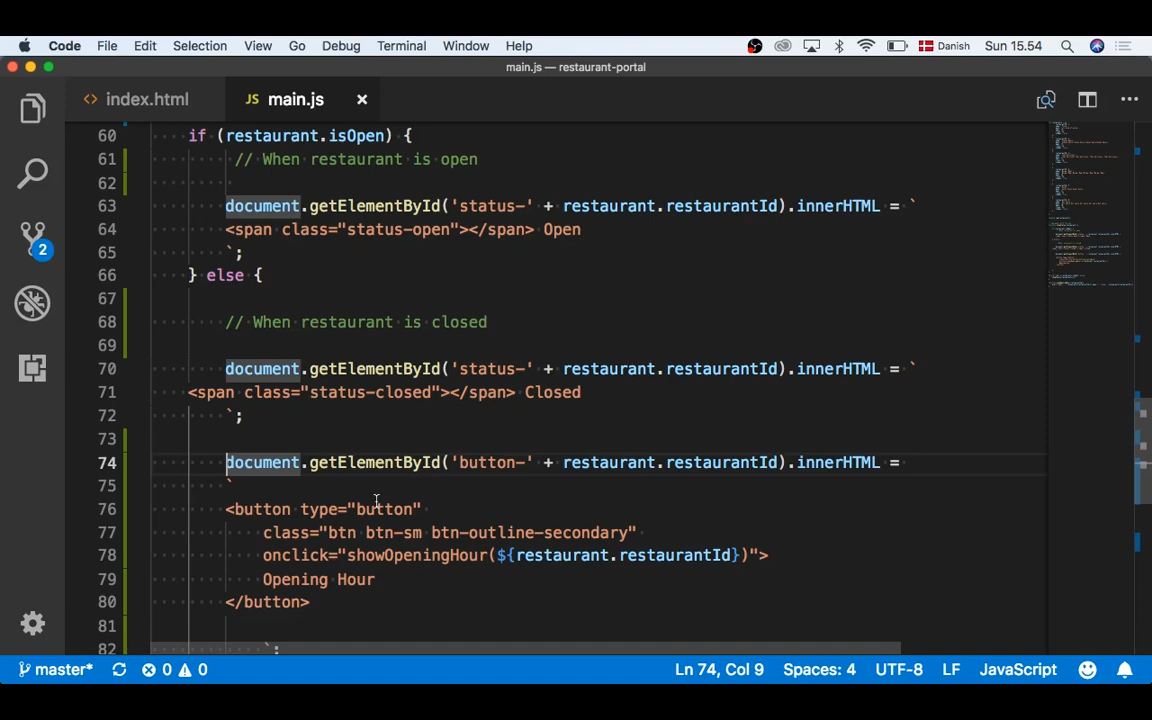 Code File Edit Selection View Go Debug Terminal Window Help Danish Sun 15.54
main.js — restaurant-portal
<> index.html JS main.js ×
60 if (restaurant.isOpen) {
61 // When restaurant is open
62
63 document.getElementById('status-' + restaurant.restaurantId).innerHTML = `
64 <span class="status-open"></span> Open
65 `;
66 } else {
67
68 // When restaurant is closed
69
70 document.getElementById('status-' + restaurant.restaurantId).innerHTML = `
71 <span class="status-closed"></span> Closed
72 `;
73
74 document.getElementById('button-' + restaurant.restaurantId).innerHTML =
75 `
76 <button type="button"
77 class="btn btn-sm btn-outline-secondary"
78 onclick="showOpeningHour(${restaurant.restaurantId})">
79 Opening Hour
80 </button>
81
82 `;
2
master* 0 0 Ln 74, Col 9 Spaces: 4 UTF-8 LF JavaScript